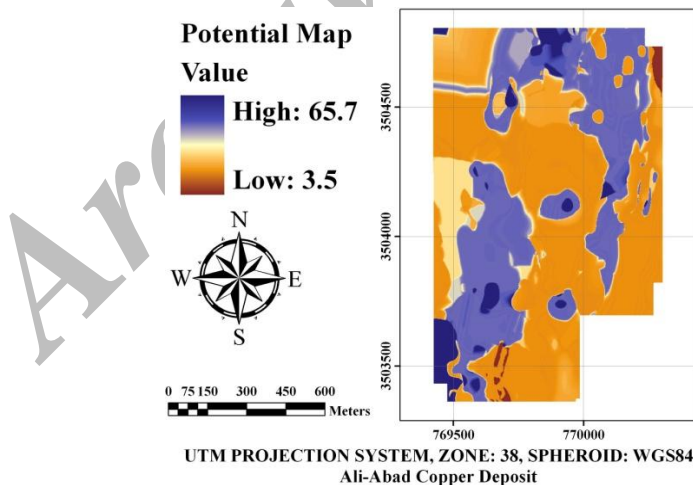 Potential Map
Value
High: 65.7
Low: 3.5
N
W E
S
0 75 150 300 450 600
Meters
3504500
3504000
3503500
769500 770000
UTM PROJECTION SYSTEM, ZONE: 38, SPHEROID: WGS84
Ali-Abad Copper Deposit